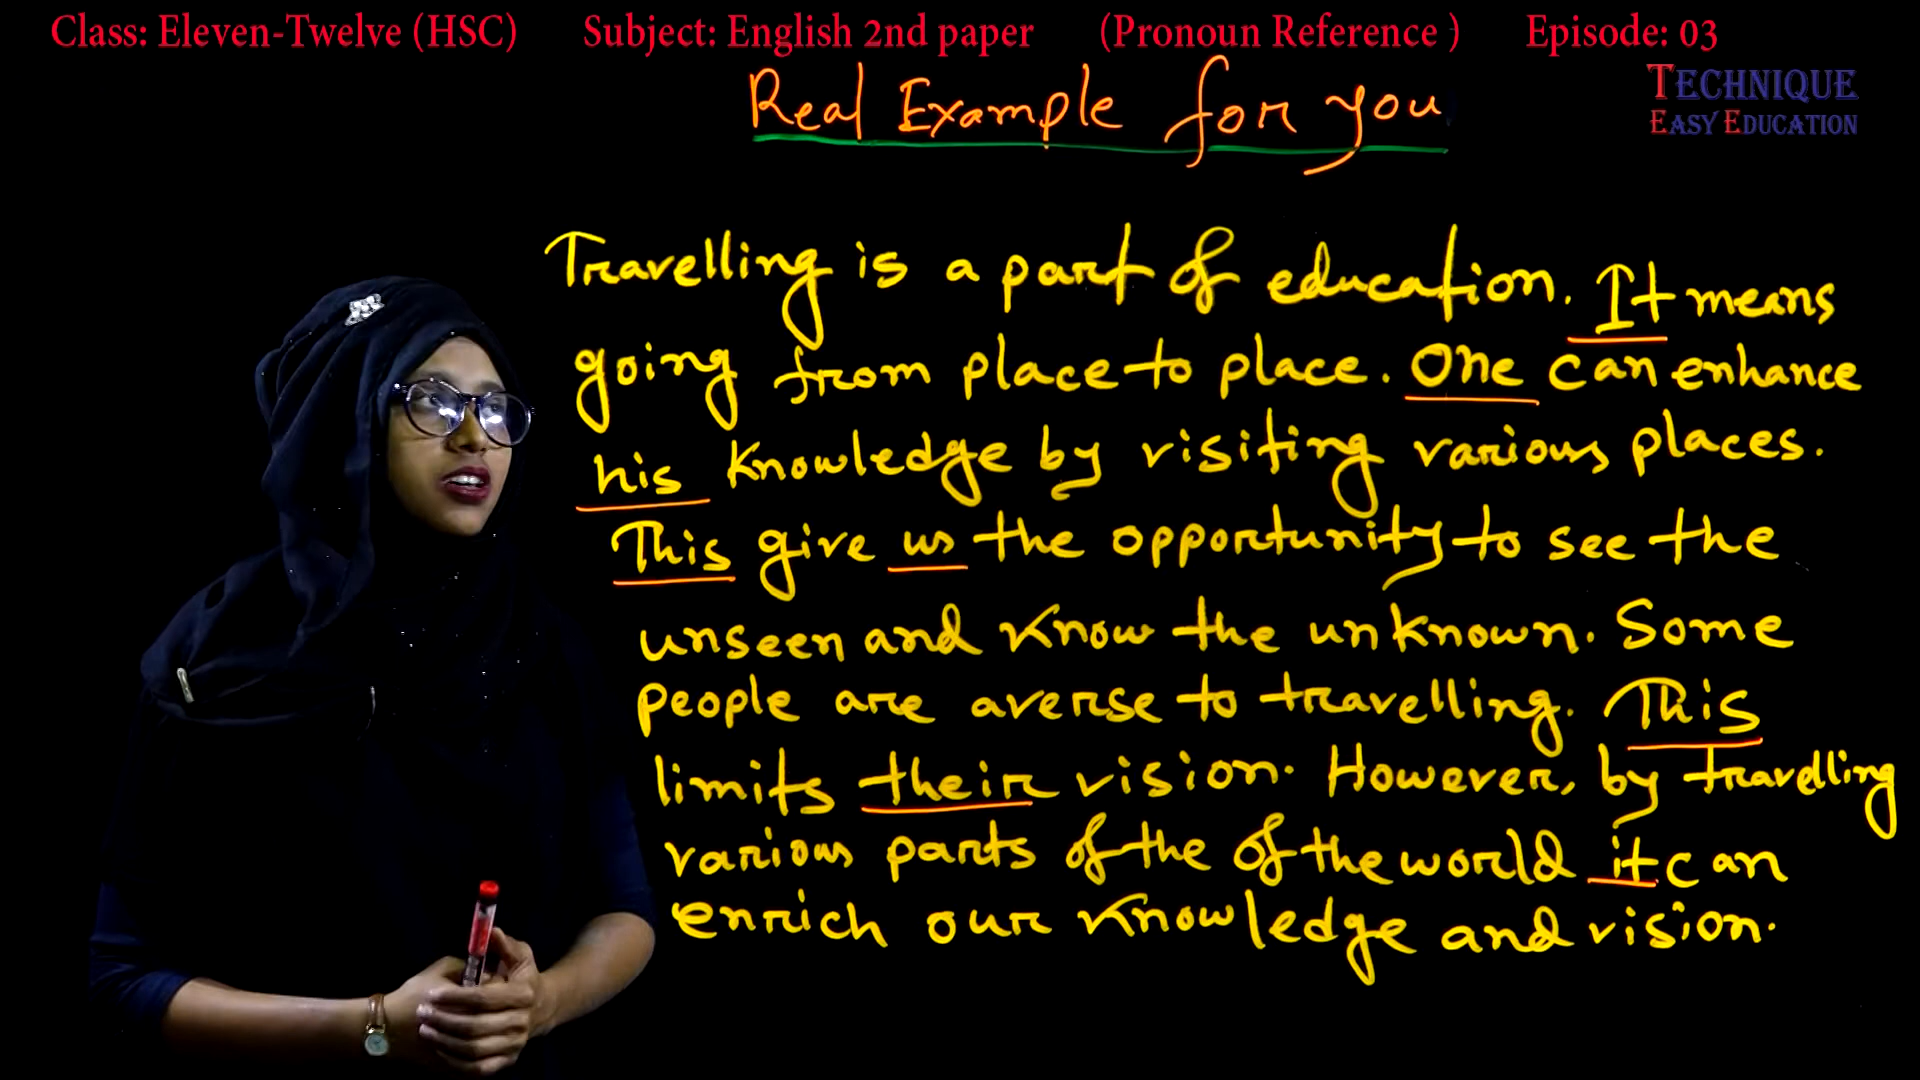 Class: Eleven-Twelve (HSC) Subject: English 2nd paper (Pronoun Reference ) Episode: 03
TECHNIQUE
EASY EDUCATION
Real Example for you
Travelling is a part of education. It means
going from place to place. One can enhance
his knowledge by visiting various places.
This give us the opportunity to see the
unseen and know the unknown. Some
people are averse to travelling. This
limits their vision. However, by travelling
various parts of the of the world it can
enrich our knowledge and vision.